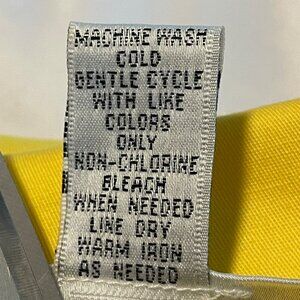 MACHINE WASH
COLD
GENTLE CYCLE
WITH LIKE
COLORS
ONLY
NON-CHLORINE
BLEACH
WHEN NEEDED
LINE DRY
WARM IRON
AS NEEDED